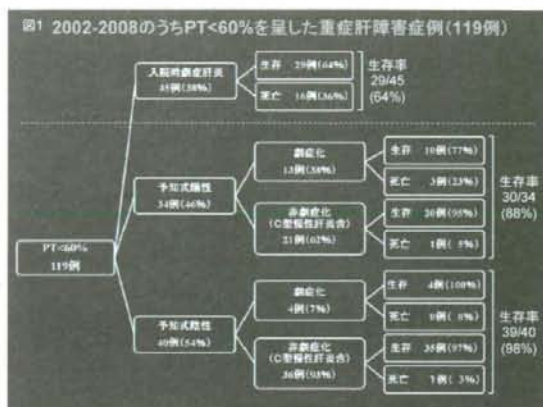 図1 2002-2008のうちPT<60%を呈した重症肝障害症例(119例)
入院時劇症肝炎
45例(38%)
生存 29例(64%)
死亡 16例(36%)
生存率
29/45
(64%)
PT<60%
119例
予知式陽性
34例(46%)
劇症化
13例(38%)
生存 10例(77%)
死亡 3例(23%)
非劇症化
(C型慢性肝炎含)
21例(62%)
生存 20例(95%)
死亡 1例( 5%)
生存率
30/34
(88%)
予知式陰性
40例(54%)
劇症化
4例(7%)
生存 4例(100%)
死亡 0例( 0%)
非劇症化
(C型慢性肝炎含)
36例(93%)
生存 35例(97%)
死亡 1例( 3%)
生存率
39/40
(98%)